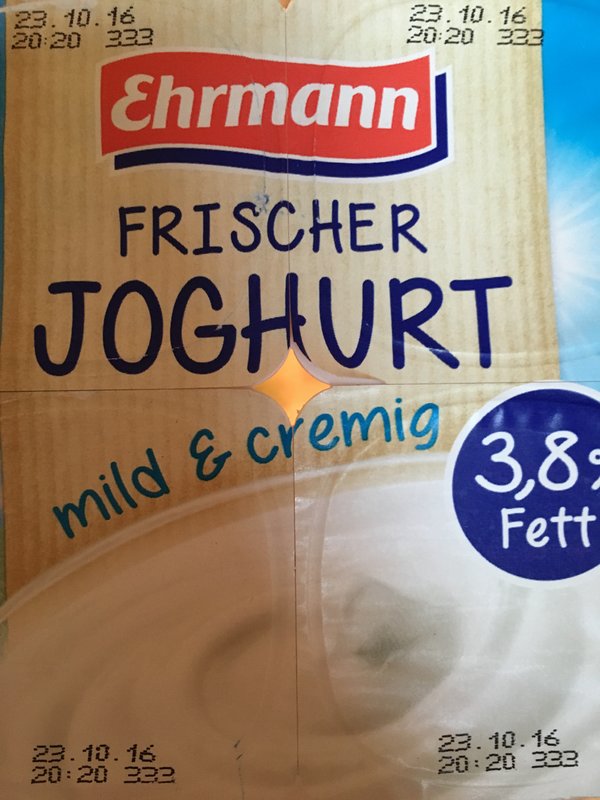 23.10.16
20:20 333
23.10.16
20:20 333
Ehrmann
FRISCHER
JOGHURT
mild & cremig
3,8%
Fett
23.10.16
20:20 333
23.10.16
20:20 333